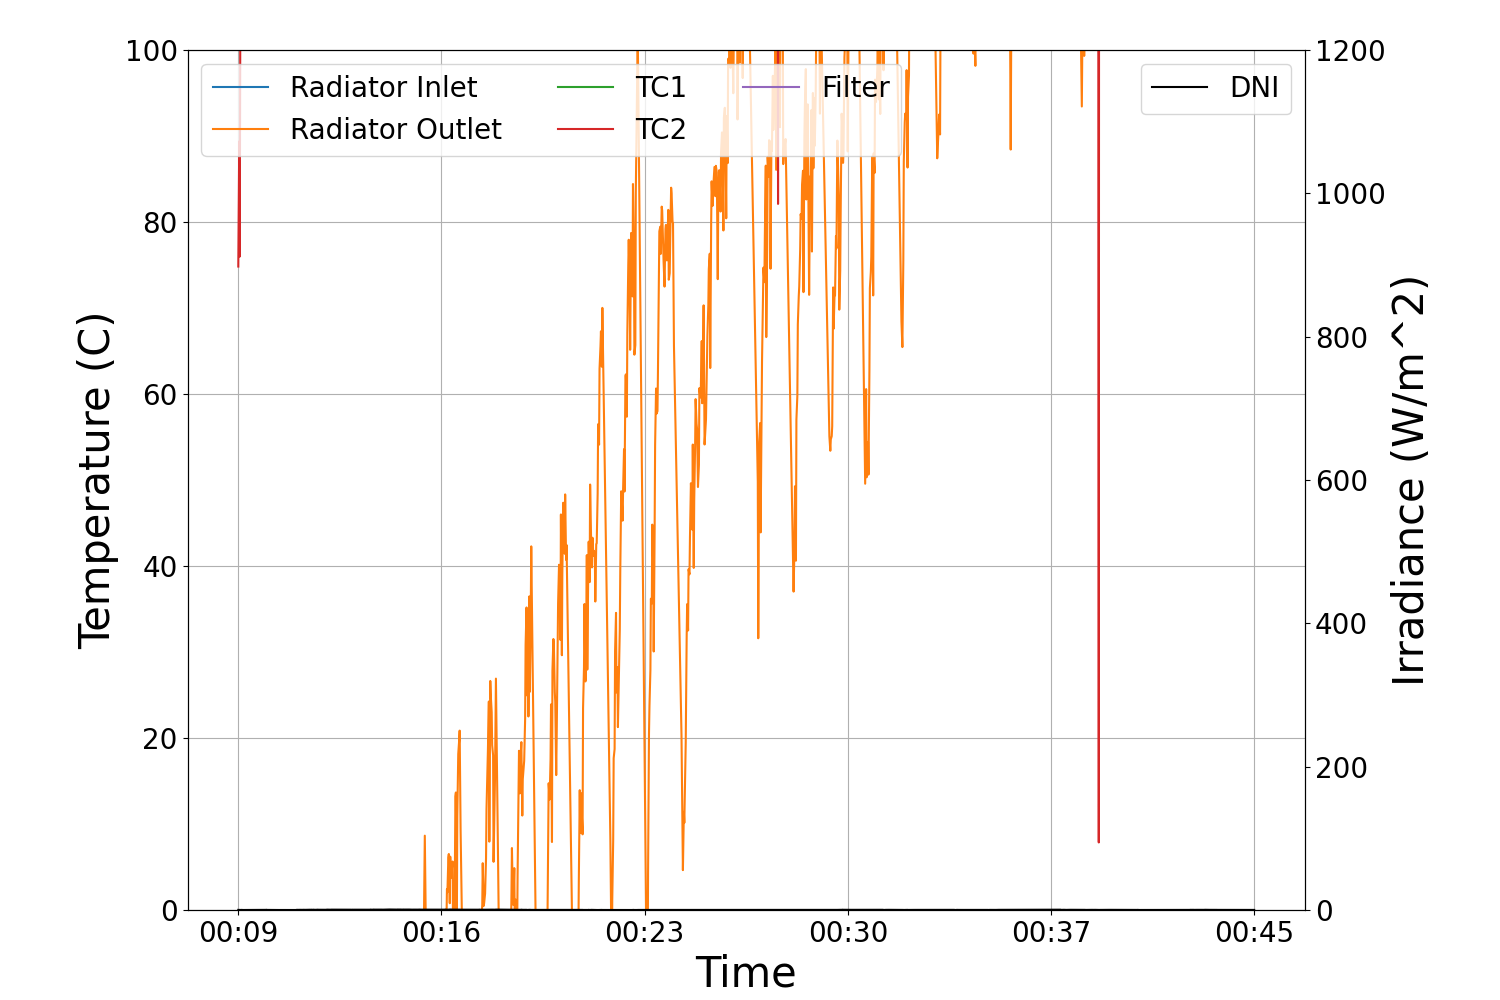 100
80
60
40
20
0
Temperature (C)
Radiator Inlet
Radiator Outlet
TC1
TC2
Filter
DNI
1200
1000
800
600
400
200
0
Irradiance (W/m^2)
00:09 00:16 00:23 00:30 00:37 00:45
Time